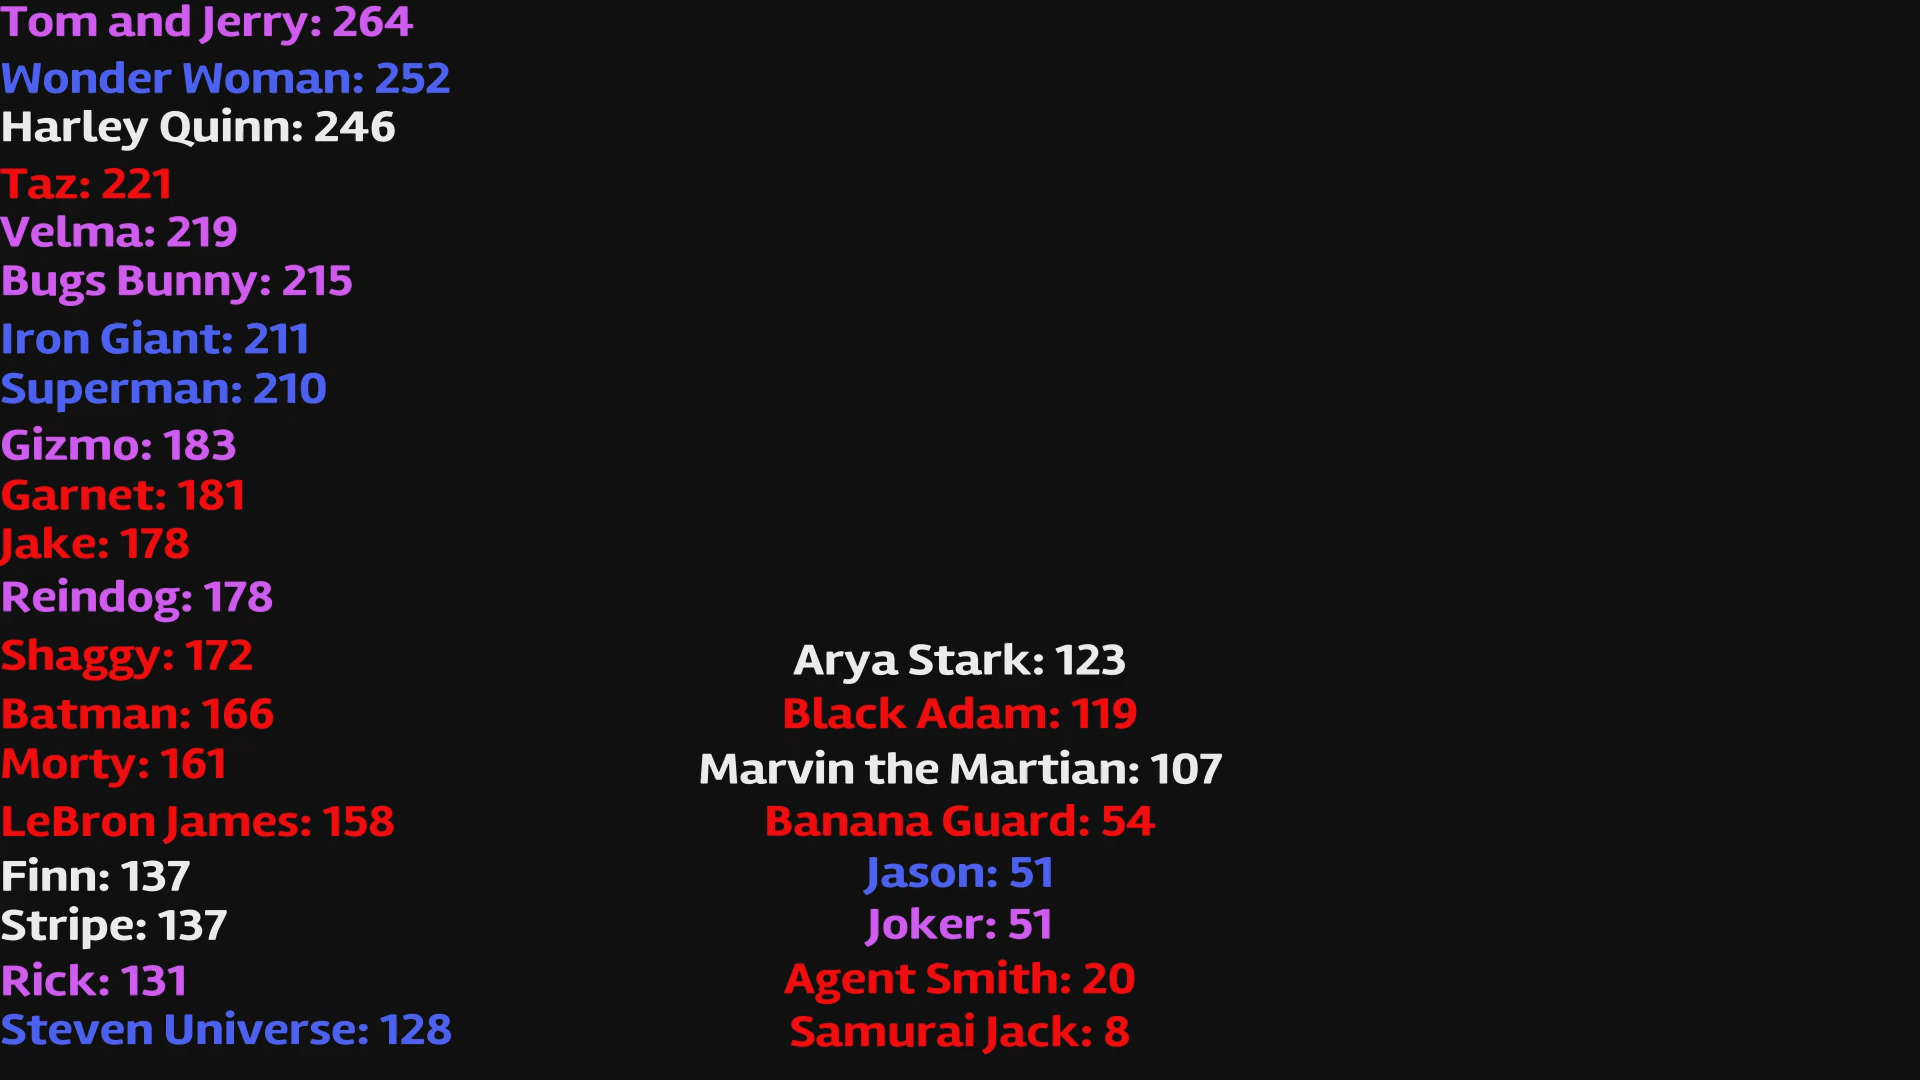 Tom and Jerry: 264
Wonder Woman: 252
Harley Quinn: 246
Taz: 221
Velma: 219
Bugs Bunny: 215
Iron Giant: 211
Superman: 210
Gizmo: 183
Garnet: 181
Jake: 178
Reindog: 178
Shaggy: 172
Batman: 166
Morty: 161
LeBron James: 158
Finn: 137
Stripe: 137
Rick: 131
Steven Universe: 128
Arya Stark: 123
Black Adam: 119
Marvin the Martian: 107
Banana Guard: 54
Jason: 51
Joker: 51
Agent Smith: 20
Samurai Jack: 8